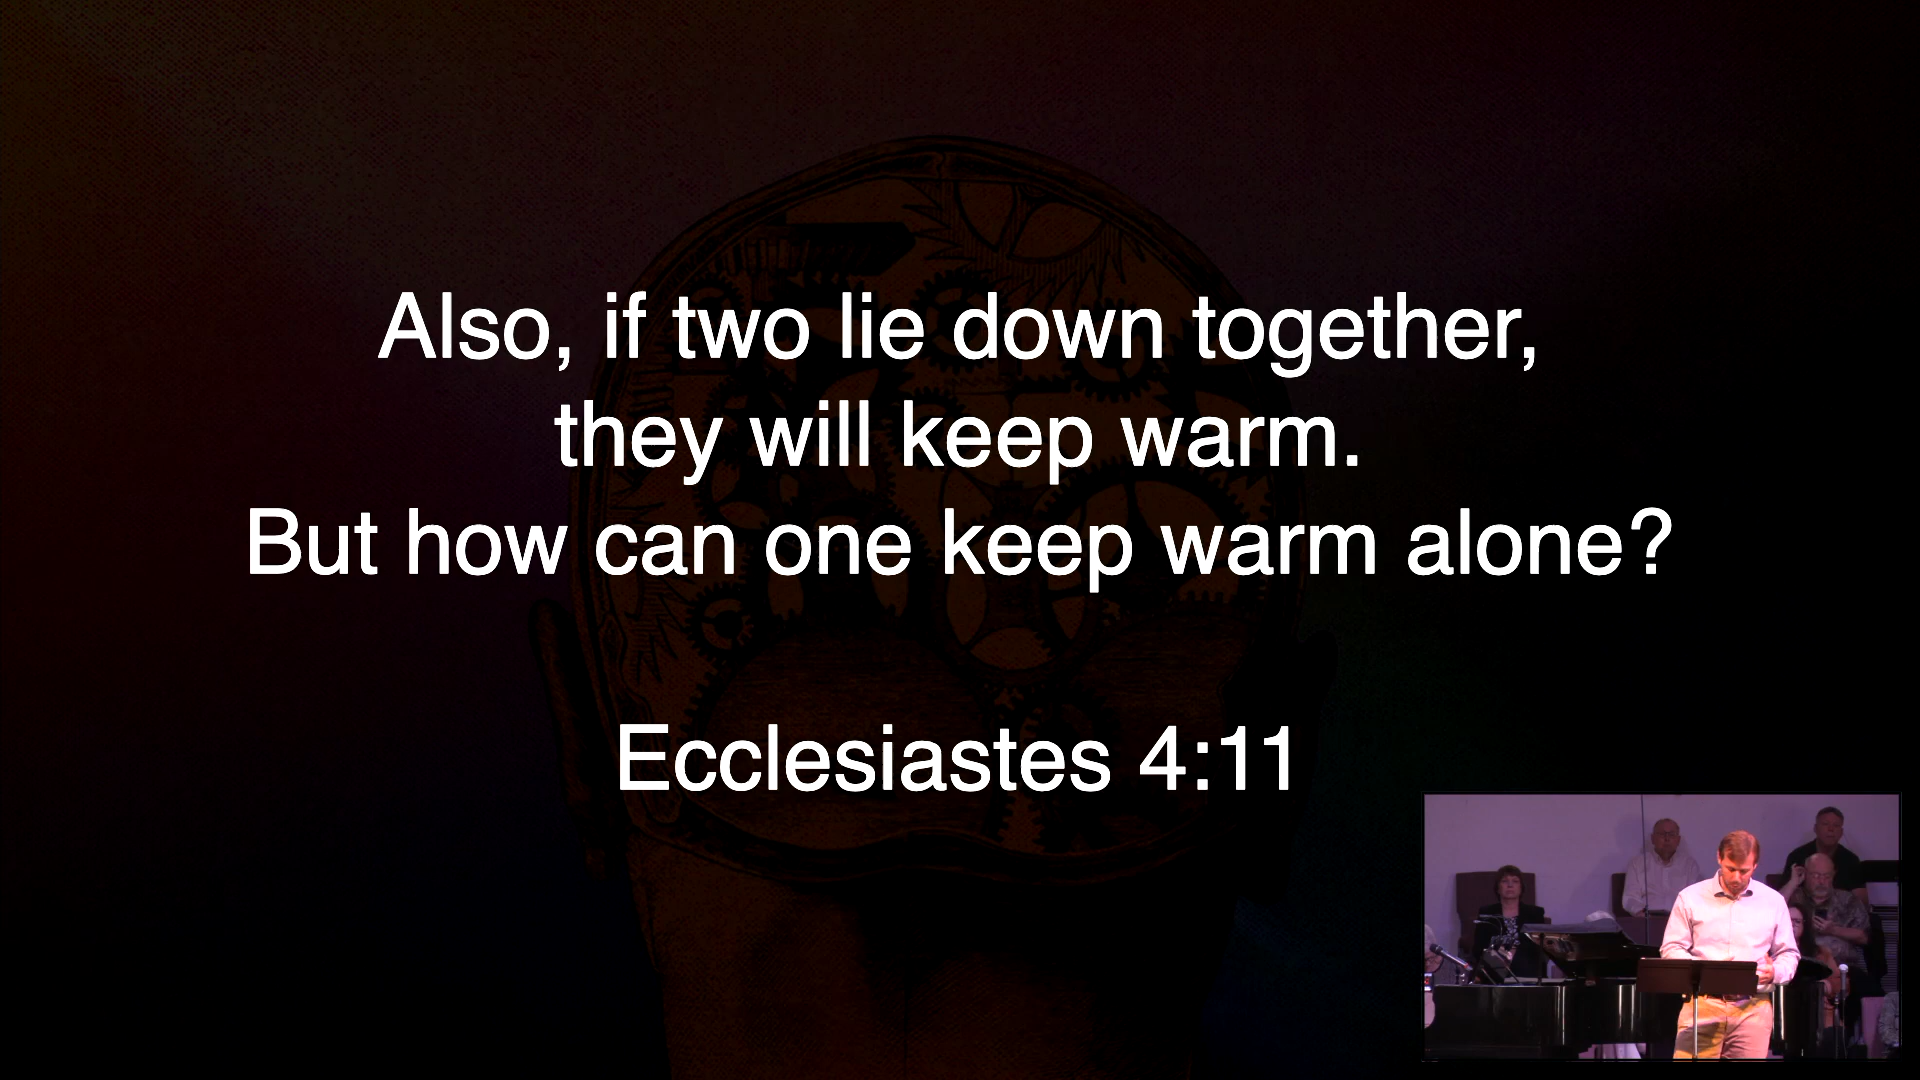 Also, if two lie down together,
they will keep warm.
But how can one keep warm alone?
Ecclesiastes 4:11